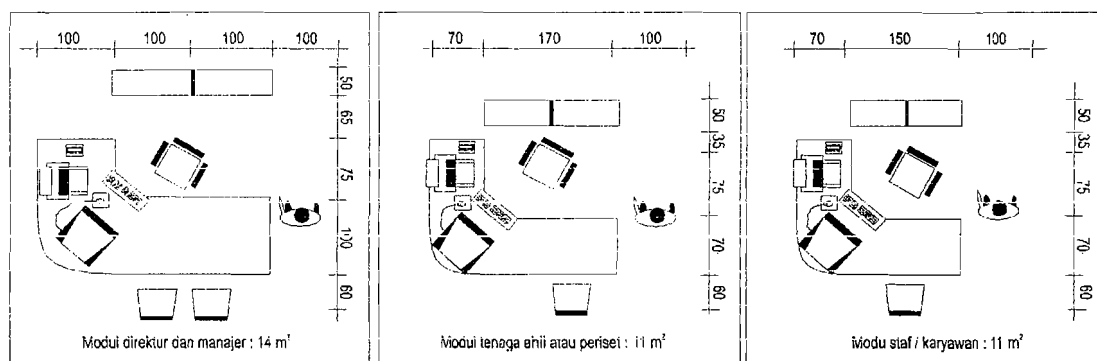 100 100 100 100
50
65
75
100
60
Modul direktur dan manajer : 14 m²
70 170 100
50
35
75
70
60
Modul tenaga ahli atau periset : 11 m²
70 150 100
50
35
75
70
60
Modu staf / karyawan : 11 m²